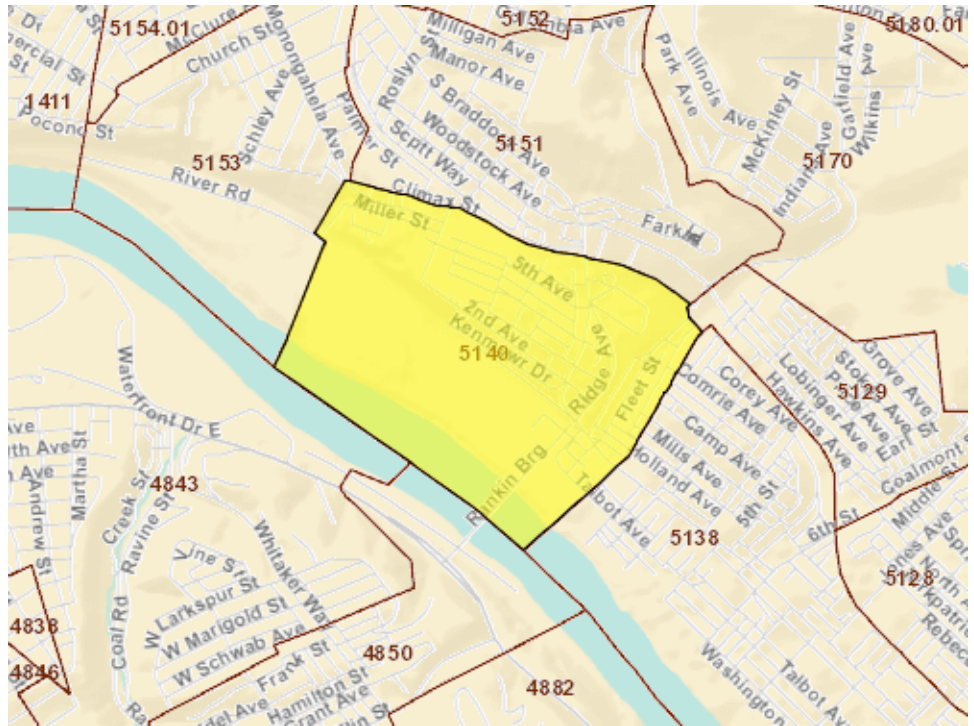 5154.01
McClure
Church St
Monongahela Ave
5152
Milligan Ave
Manor Ave
Roslyn St
S Braddock Ave
Woodstock Ave
Scott Way
Palmer St
Schley Ave
Park Ave
Illinois Ave
McKinley St
Garfield Ave
Wilkins Ave
Indiana Ave
5180.01
1411
Pocono St
5153
River Rd
5151
5170
Climax St
Miller St
5th Ave
2nd Ave
Kenmawr Dr
5140
Ridge Ave
Fleet St
Rankin Brg
Waterfront Dr E
Comrie Ave
Corey Ave
Hawkins Ave
Lobinger Ave
Grove Ave
5129
Camp Ave
Mills Ave
Holland Ave
Talbot Ave
5th St
6th St
Coalmont
5138
5128
Jones Ave
Martha St
Andrew St
4843
Creek St
Ravine St
Coal Rd
Vine St
Whitaker Way
W Larkspur St
W Marigold St
W Schwab Ave
Frank St
4850
Hamilton St
Grant Ave
4838
4846
4882
Washington
Talbot Av